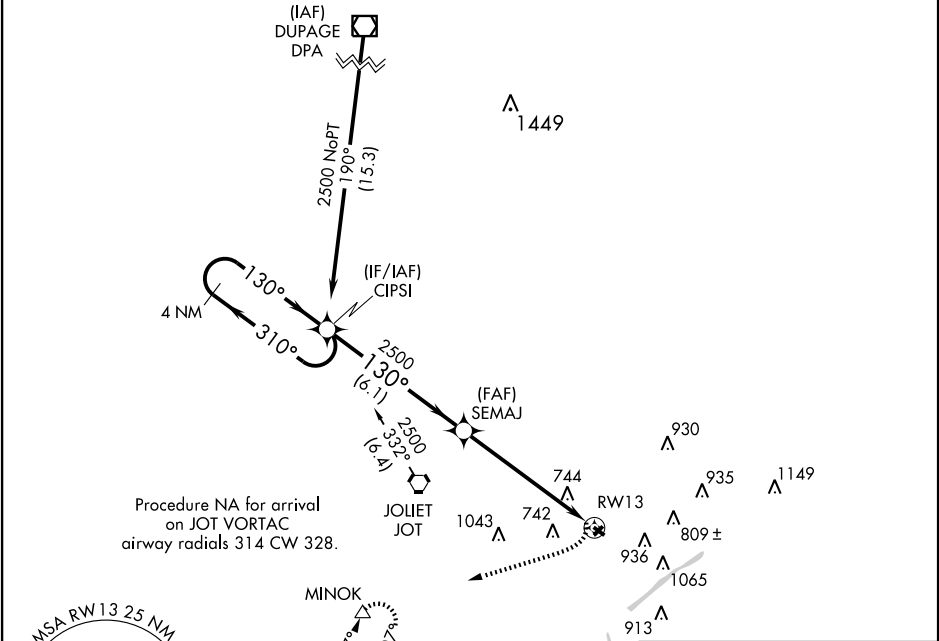 (IAF)
DUPAGE
DPA
1449
2500 NoPT
190°
(15.3)
(IF/IAF)
CIPSI
130°
4 NM
310°
2500
130°
(6.1)
(FAF)
SEMAJ
2500
332°
(6.4)
930
744
935
1149
RW13
JOLIET
JOT
Procedure NA for arrival
on JOT VORTAC
airway radials 314 CW 328.
1043
742
809 ±
936
1065
MINOK
913
MSA RW13 25 NM